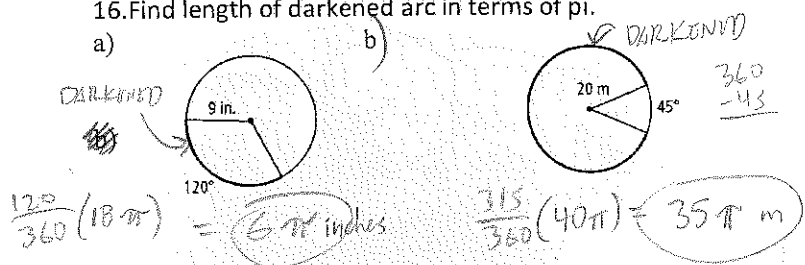 16.Find length of darkened arc in terms of pi.
a)
b)
DARKENED
9 in.
120°
120/360 (18π) = 6π inches
DARKENED
20 m
45°
360
-45
315/360 (40π) = 35π m